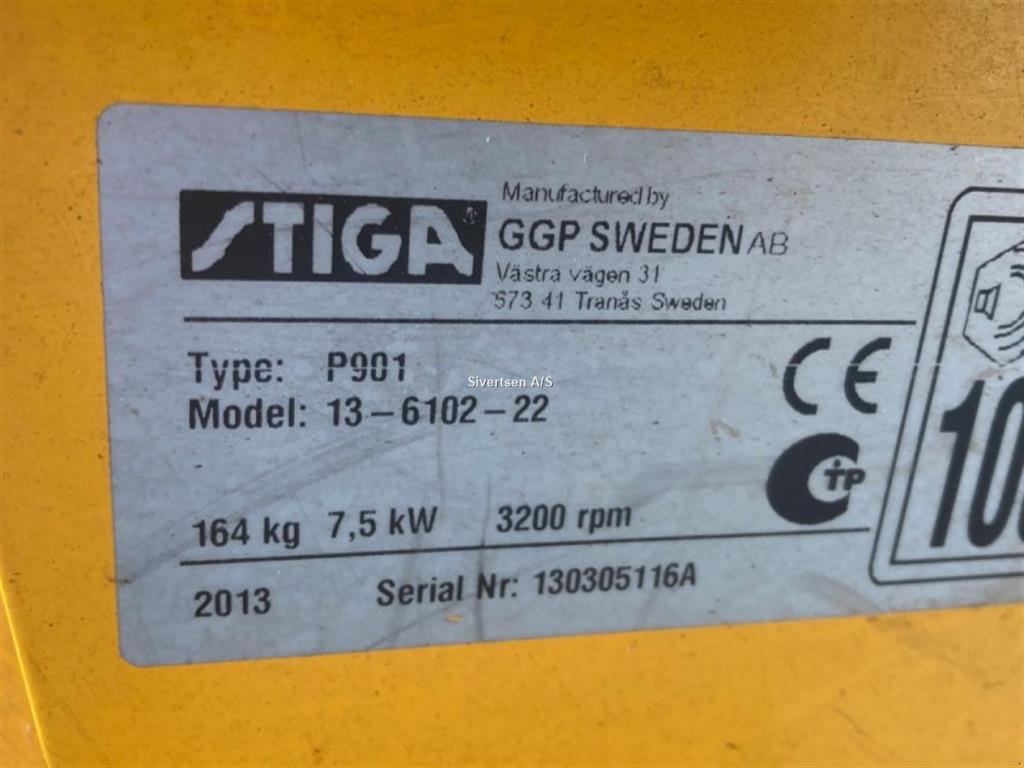 STIGA®
Manufactured by
GGP SWEDEN AB
Västra vägen 31
573 41 Tranås Sweden
Type: P901
Model: 13-6102-22
Sivertsen A/S
CE
TP
164 kg 7,5 kW 3200 rpm
2013 Serial Nr: 130305116A